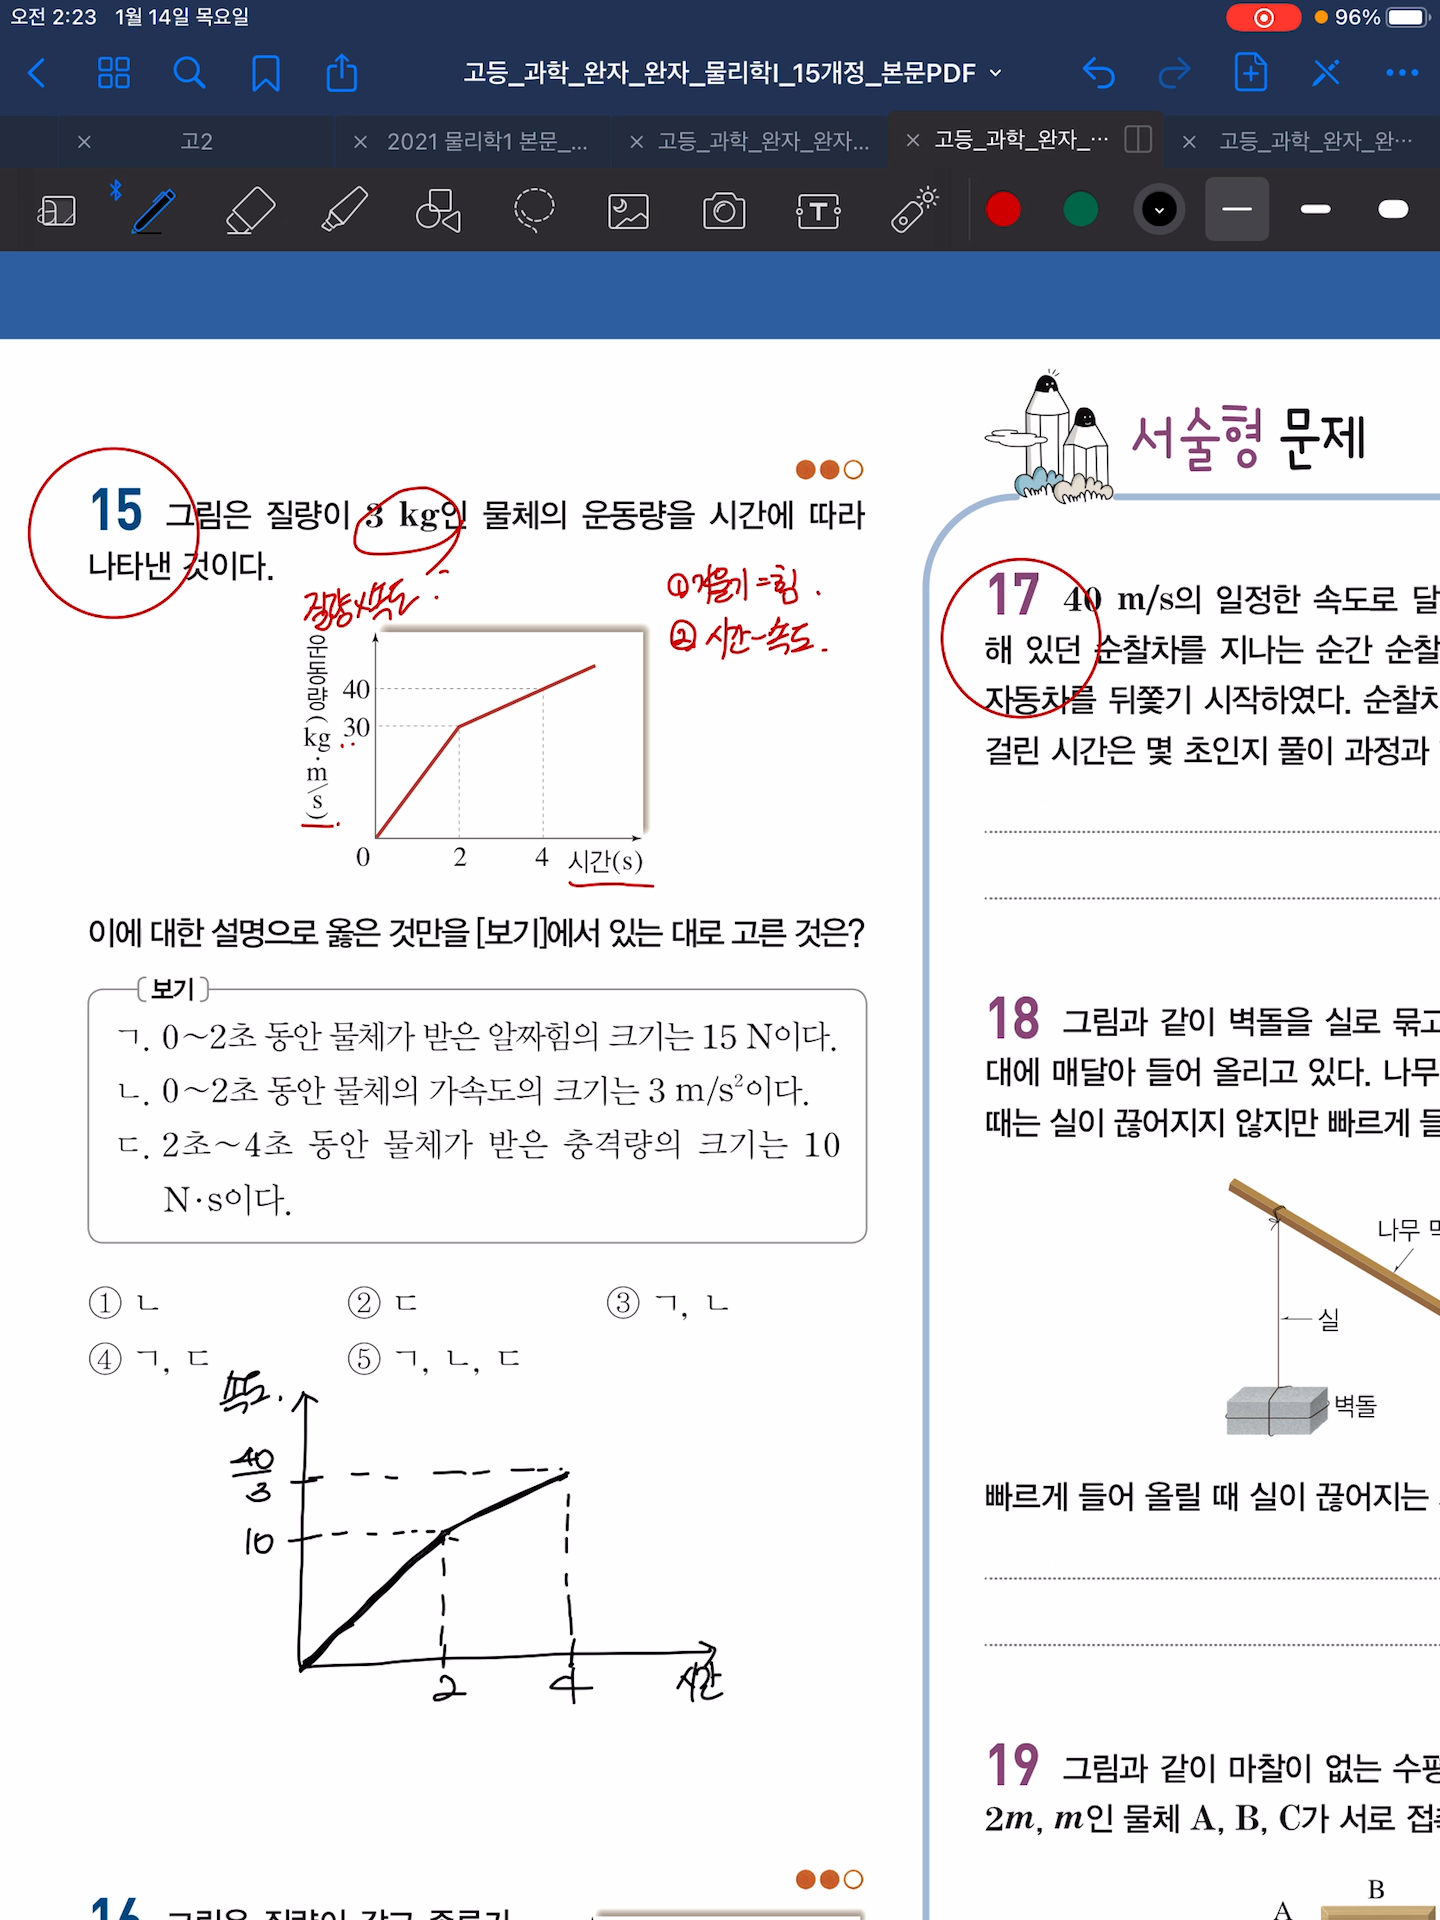 오전 2:23 1월 14일 목요일
96%
고등_과학_완자_완자_물리학I_15개정_본문PDF
고2
2021 물리학1 본문_...
고등_과학_완자_완자...
고등_과학_완자_...
고등_과학_완자_완...
서술형 문제
15 그림은 질량이 3 kg인 물체의 운동량을 시간에 따라
나타낸 것이다.
질량×속도
① 기울기 = 힘.
② 시간-속도.
운동량(kg·m/s)
40
30
0 2 4 시간(s)
이에 대한 설명으로 옳은 것만을 [보기]에서 있는 대로 고른 것은?
보기
ㄱ. 0~2초 동안 물체가 받은 알짜힘의 크기는 15 N이다.
ㄴ. 0~2초 동안 물체의 가속도의 크기는 3 m/s²이다.
ㄷ. 2초~4초 동안 물체가 받은 충격량의 크기는 10
N·s이다.
① ㄴ ② ㄷ ③ ㄱ, ㄴ
④ ㄱ, ㄷ ⑤ ㄱ, ㄴ, ㄷ
속도.
40
3
10
2 4 시간
16
17 40 m/s의 일정한 속도로 달
해 있던 순찰차를 지나는 순간 순찰
자동차를 뒤쫓기 시작하였다. 순찰차
걸린 시간은 몇 초인지 풀이 과정과
18 그림과 같이 벽돌을 실로 묶고
대에 매달아 들어 올리고 있다. 나무
때는 실이 끊어지지 않지만 빠르게 들
나무
실
벽돌
빠르게 들어 올릴 때 실이 끊어지는
19 그림과 같이 마찰이 없는 수평
2m, m인 물체 A, B, C가 서로 접촉
B
A